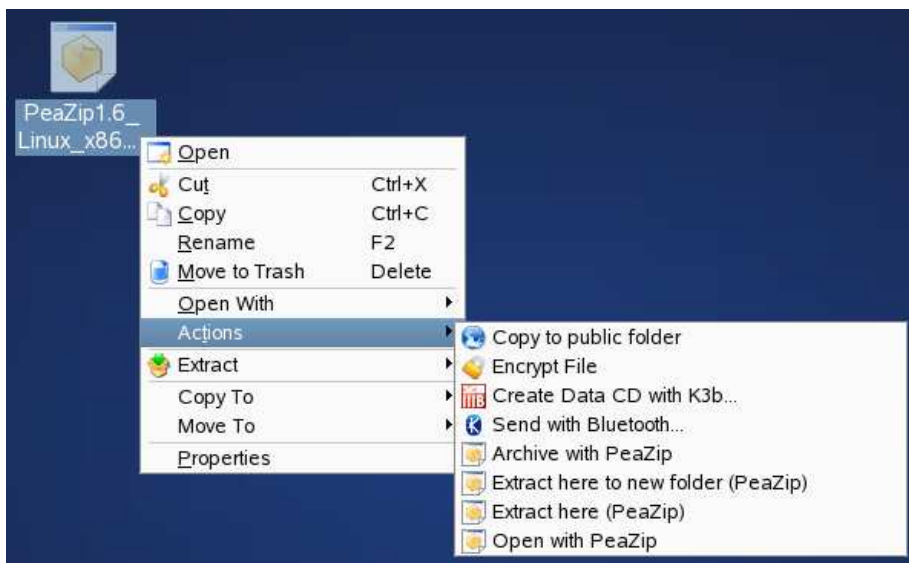 PeaZip1.6_
Linux_x86...
Open
Cut Ctrl+X
Copy Ctrl+C
Rename F2
Move to Trash Delete
Open With
Actions
Extract
Copy To
Move To
Properties
Copy to public folder
Encrypt File
Create Data CD with K3b...
Send with Bluetooth...
Archive with PeaZip
Extract here to new folder (PeaZip)
Extract here (PeaZip)
Open with PeaZip